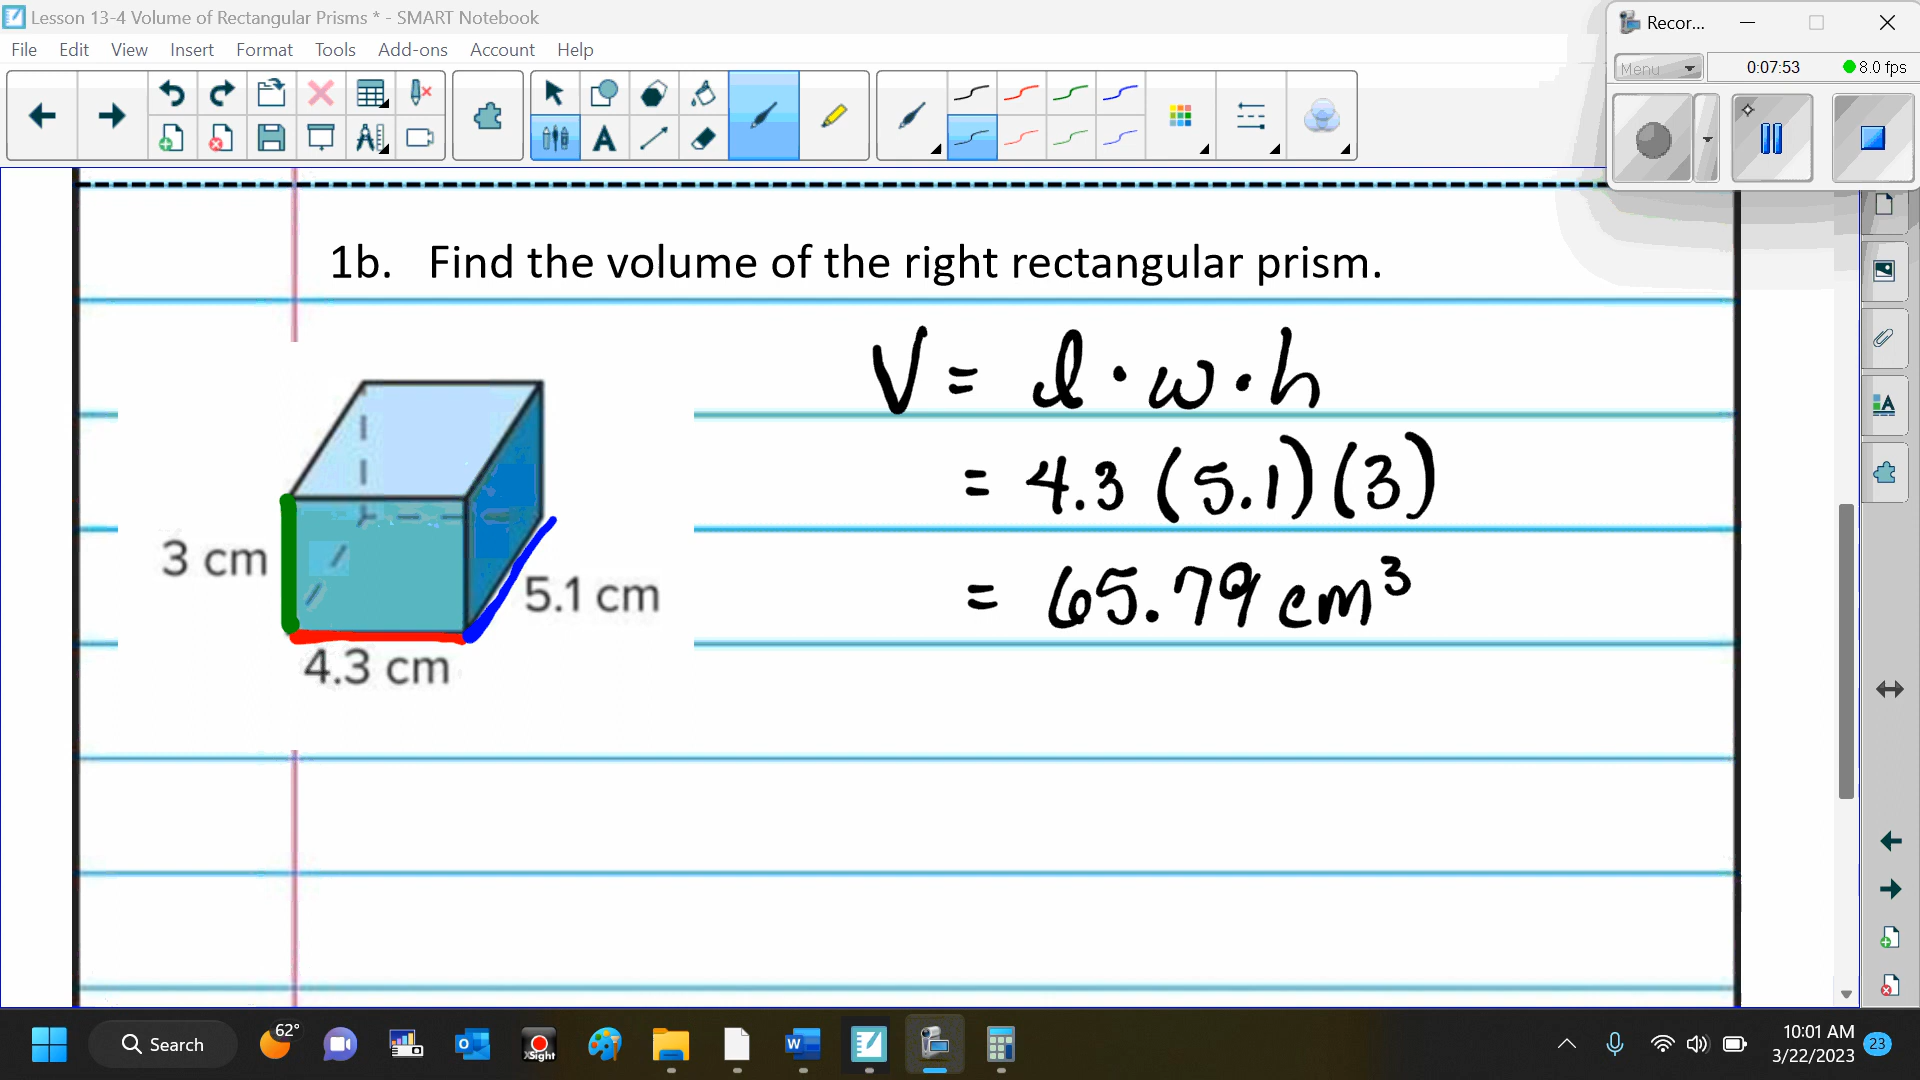 Lesson 13-4 Volume of Rectangular Prisms * - SMART Notebook
File Edit View Insert Format Tools Add-ons Account Help
Recor...
Menu 0:07:53 8.0 fps
1b. Find the volume of the right rectangular prism.
V = l · w · h
= 4.3 (5.1)(3)
= 65.79 cm³
3 cm
5.1 cm
4.3 cm
Search
62°
XSight
10:01 AM
3/22/2023
23